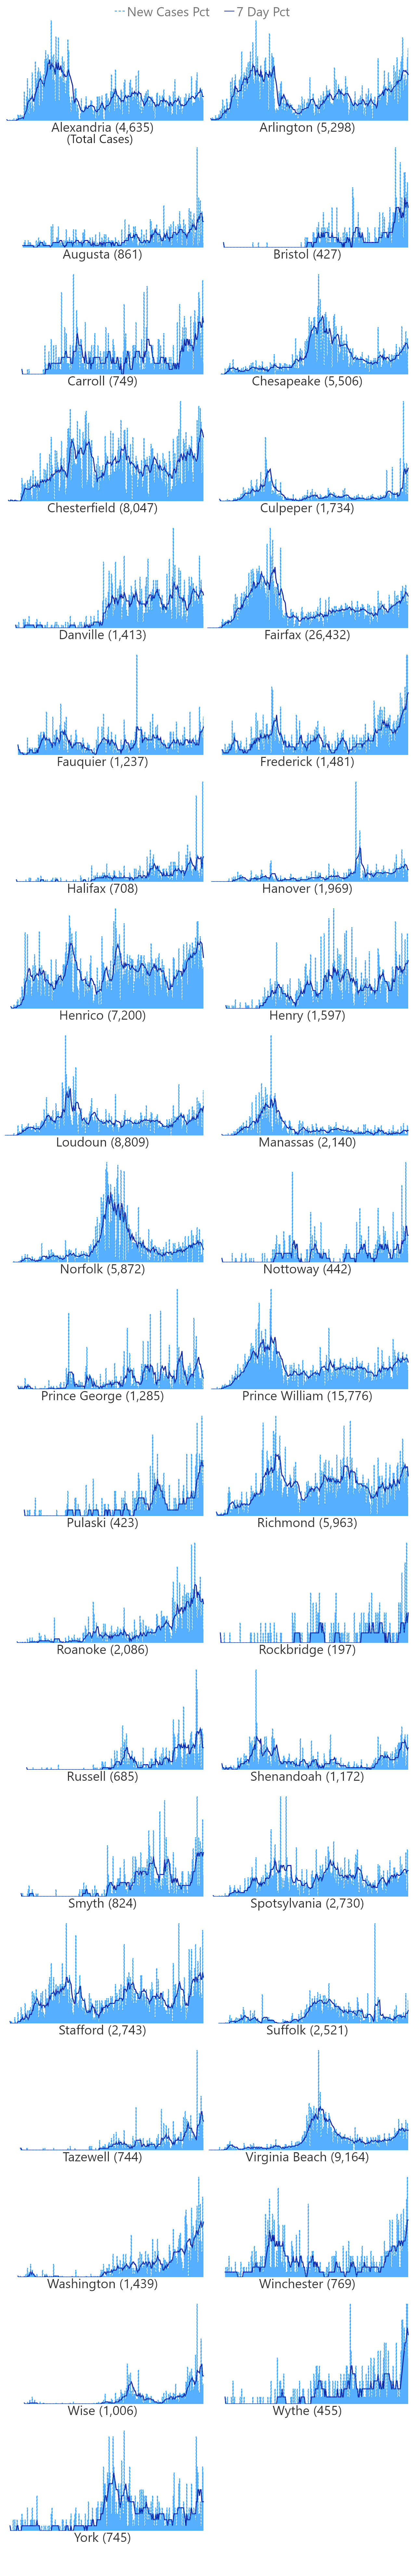 New Cases Pct 7 Day Pct
Alexandria (4,635)
(Total Cases)
Arlington (5,298)
Augusta (861)
Bristol (427)
Carroll (749)
Chesapeake (5,506)
Chesterfield (8,047)
Culpeper (1,734)
Danville (1,413)
Fairfax (26,432)
Fauquier (1,237)
Frederick (1,481)
Halifax (708)
Hanover (1,969)
Henrico (7,200)
Henry (1,597)
Loudoun (8,809)
Manassas (2,140)
Norfolk (5,872)
Nottoway (442)
Prince George (1,285)
Prince William (15,776)
Pulaski (423)
Richmond (5,963)
Roanoke (2,086)
Rockbridge (197)
Russell (685)
Shenandoah (1,172)
Smyth (824)
Spotsylvania (2,730)
Stafford (2,743)
Suffolk (2,521)
Tazewell (744)
Virginia Beach (9,164)
Washington (1,439)
Winchester (769)
Wise (1,006)
Wythe (455)
York (745)